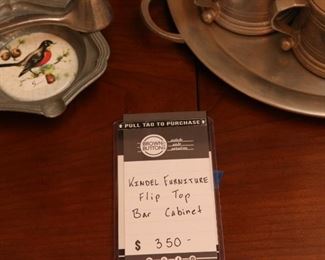 PULL TAG TO PURCHASE
BROWN
BUTTON
KINDEL FURNITURE
Flip Top
Bar Cabinet
$ 350-